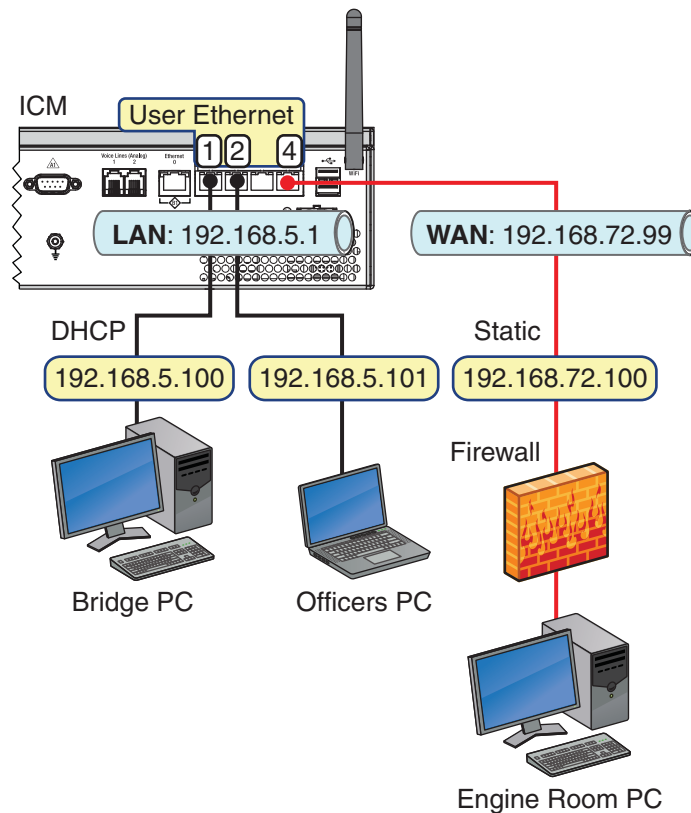 ICM
User Ethernet
1 2 4
Voice Lines (Analog)
1 2
Ethernet
0
WiFi
LAN: 192.168.5.1
WAN: 192.168.72.99
DHCP
Static
192.168.5.100
192.168.5.101
192.168.72.100
Firewall
Bridge PC
Officers PC
Engine Room PC